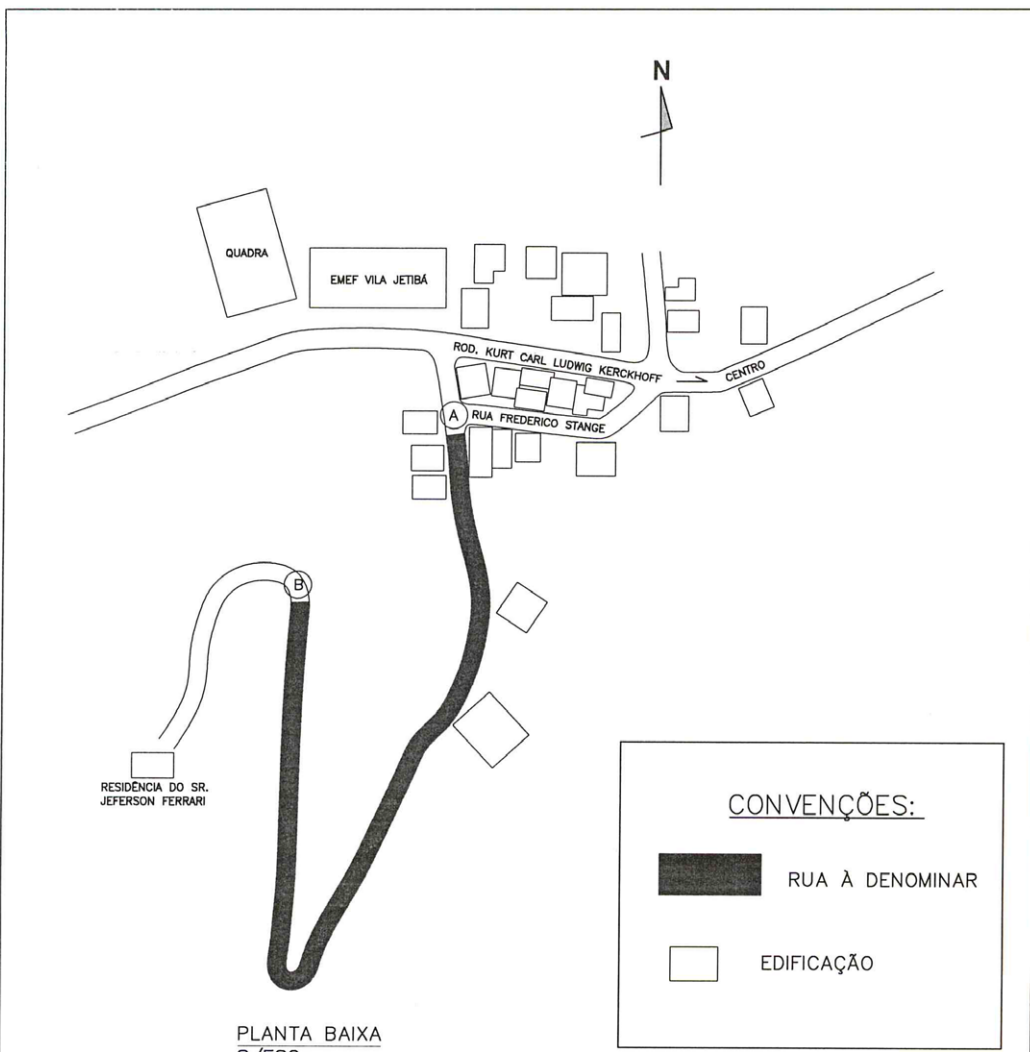 N
QUADRA
EMEF VILA JETIBÁ
ROD. KURT CARL LUDWIG KERCKHOFF
CENTRO
A
RUA FREDERICO STANGE
B
RESIDÊNCIA DO SR.
JEFERSON FERRARI
CONVENÇÕES:
RUA À DENOMINAR
EDIFICAÇÃO
PLANTA BAIXA